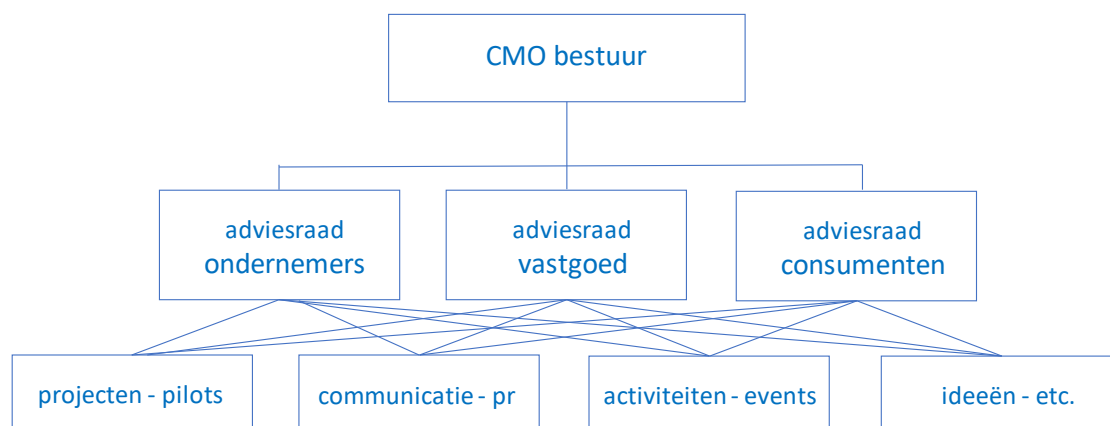 CMO bestuur
adviesraad
ondernemers
adviesraad
vastgoed
adviesraad
consumenten
projecten - pilots
communicatie - pr
activiteiten - events
ideeën - etc.